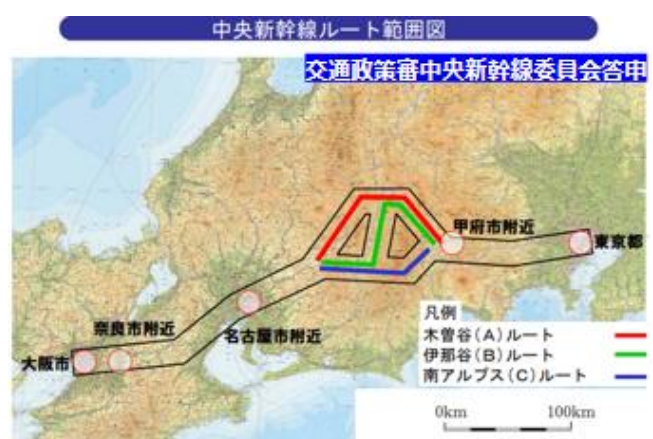 中央新幹線ルート範囲図
交通政策審中央新幹線委員会答申
甲府市附近
東京都
奈良市附近
名古屋市附近
大阪市
凡例
木曽谷(A)ルート
伊那谷(B)ルート
南アルプス(C)ルート
0km 100km